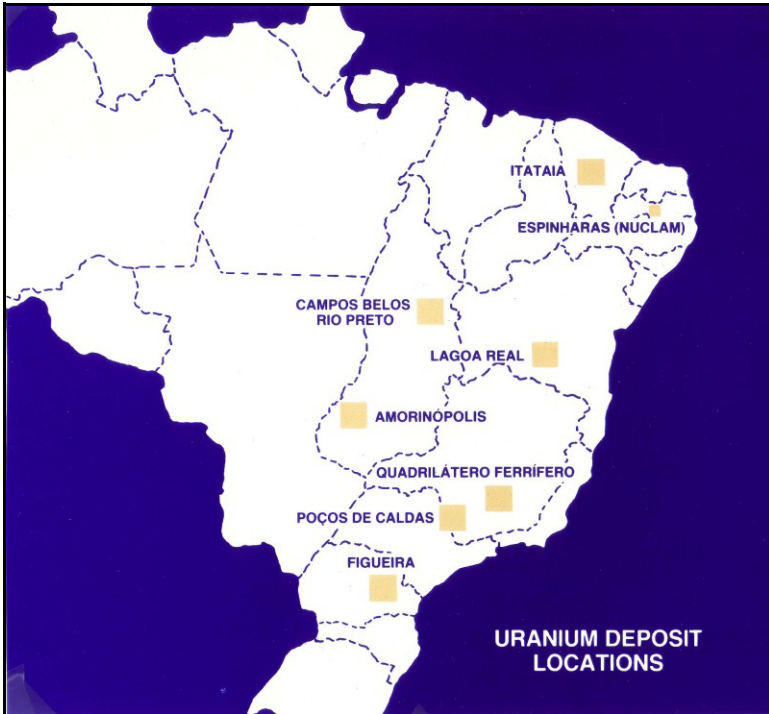 ITATAIA
ESPINHARAS (NUCLAM)
CAMPOS BELOS
RIO PRETO
LAGOA REAL
AMORINÓPOLIS
QUADRILÁTERO FERRÍFERO
POÇOS DE CALDAS
FIGUEIRA
URANIUM DEPOSIT
LOCATIONS